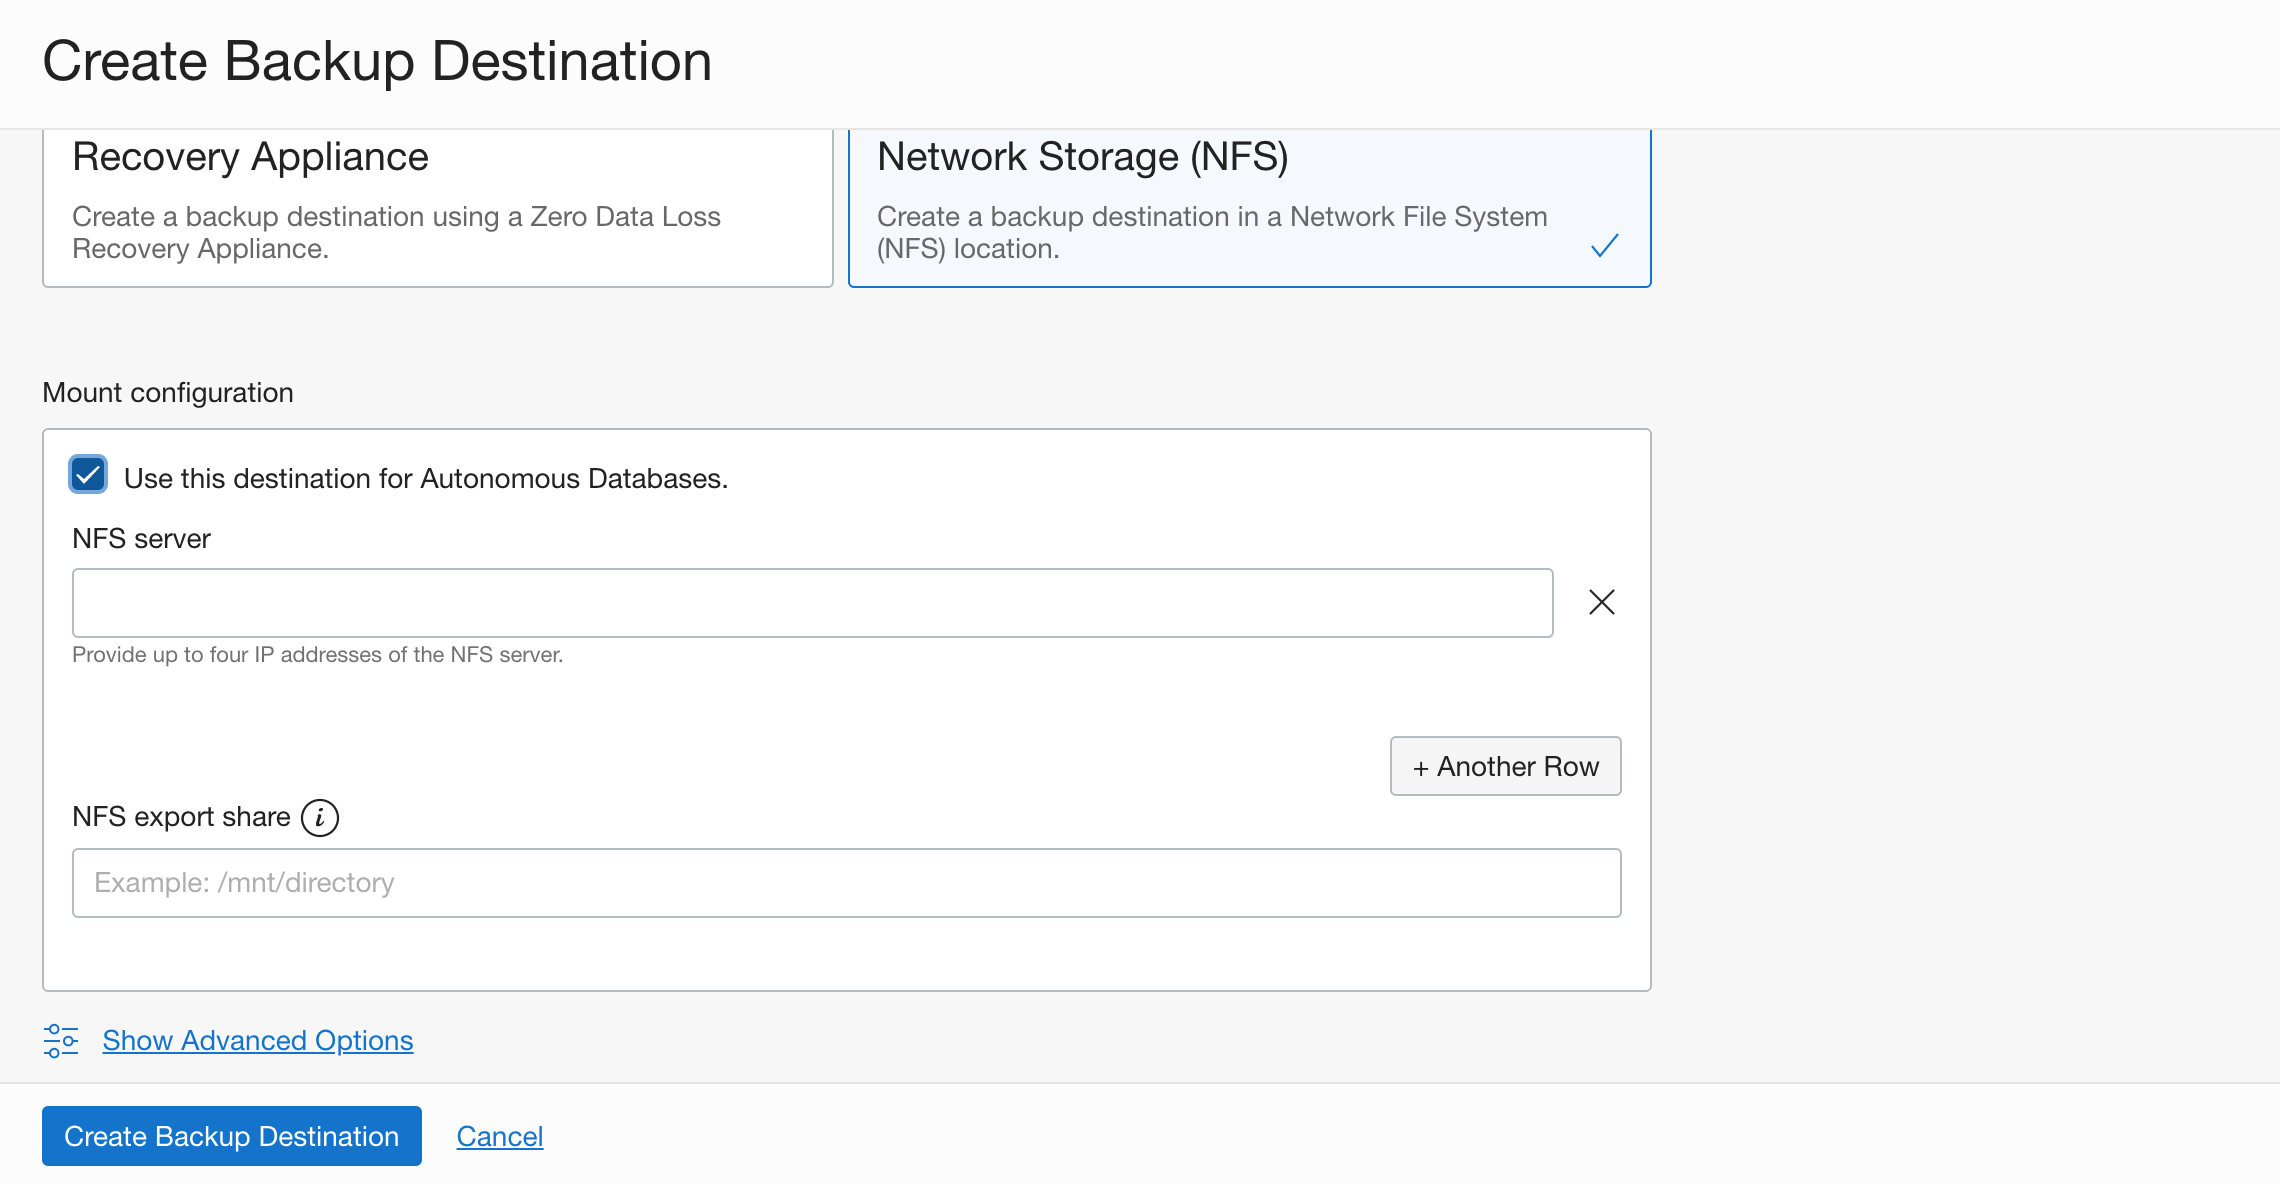 Create Backup Destination
Recovery Appliance
Create a backup destination using a Zero Data Loss
Recovery Appliance.
Network Storage (NFS)
Create a backup destination in a Network File System
(NFS) location.
Mount configuration
Use this destination for Autonomous Databases.
NFS server
Provide up to four IP addresses of the NFS server.
+ Another Row
NFS export share i
Example: /mnt/directory
Show Advanced Options
Create Backup Destination
Cancel